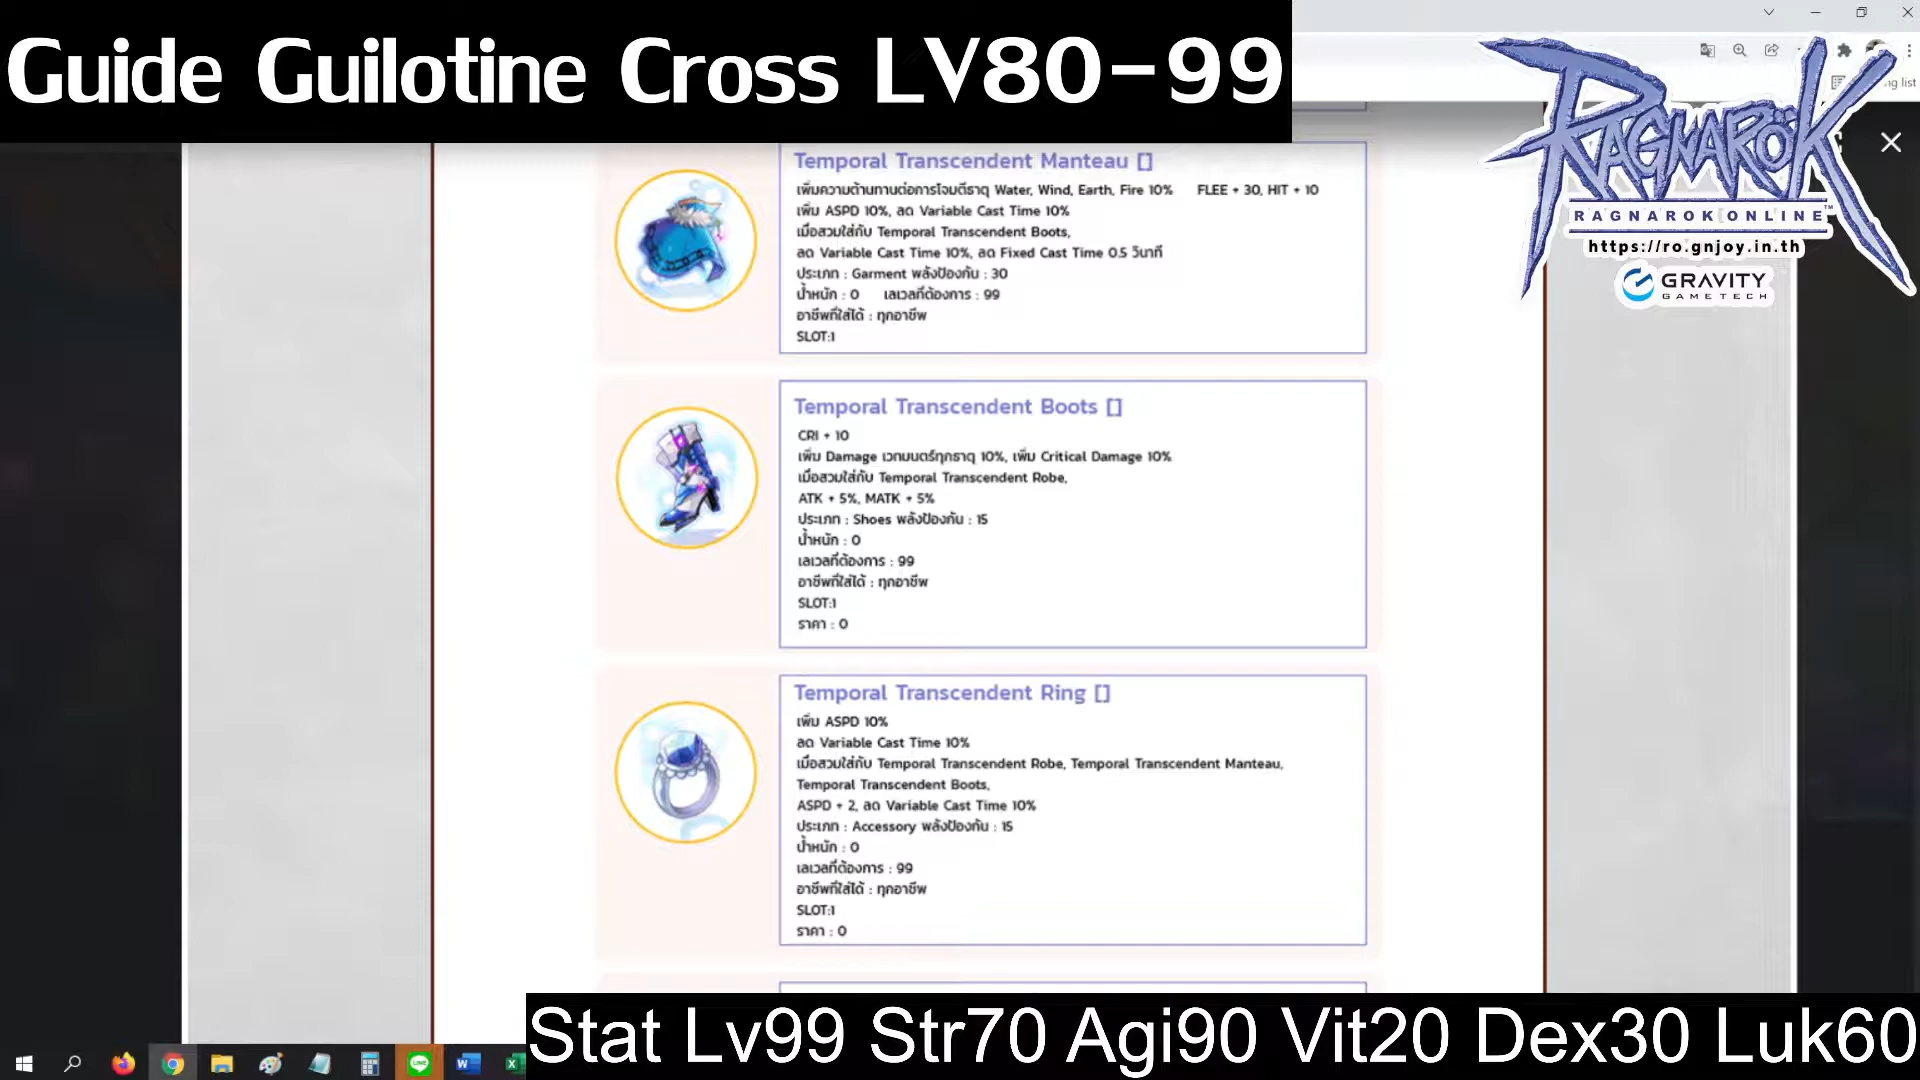 Guide Guilotine Cross LV80-99
RAGNARÖK
RAGNAROK ONLINE
TM
https://ro.gnjoy.in.th
GRAVITY
GAMETECH
Temporal Transcendent Manteau []
เพิ่มความต้านทานต่อการโจมตีธาตุ Water, Wind, Earth, Fire 10% FLEE + 30, HIT + 10
เพิ่ม ASPD 10%, ลด Variable Cast Time 10%
เมื่อสวมใส่กับ Temporal Transcendent Boots,
ลด Variable Cast Time 10%, ลด Fixed Cast Time 0.5 วินาที
ประเภท : Garment พลังป้องกัน : 30
น้ำหนัก : 0 เลเวลที่ต้องการ : 99
อาชีพที่ใส่ได้ : ทุกอาชีพ
SLOT:1
Temporal Transcendent Boots []
CRI + 10
เพิ่ม Damage เวทมนตร์ทุกธาตุ 10%, เพิ่ม Critical Damage 10%
เมื่อสวมใส่กับ Temporal Transcendent Robe,
ATK + 5%, MATK + 5%
ประเภท : Shoes พลังป้องกัน : 15
น้ำหนัก : 0
เลเวลที่ต้องการ : 99
อาชีพที่ใส่ได้ : ทุกอาชีพ
SLOT:1
ราคา : 0
Temporal Transcendent Ring []
เพิ่ม ASPD 10%
ลด Variable Cast Time 10%
เมื่อสวมใส่กับ Temporal Transcendent Robe, Temporal Transcendent Manteau,
Temporal Transcendent Boots,
ASPD + 2, ลด Variable Cast Time 10%
ประเภท : Accessory พลังป้องกัน : 15
น้ำหนัก : 0
เลเวลที่ต้องการ : 99
อาชีพที่ใส่ได้ : ทุกอาชีพ
SLOT:1
ราคา : 0
Stat Lv99 Str70 Agi90 Vit20 Dex30 Luk60